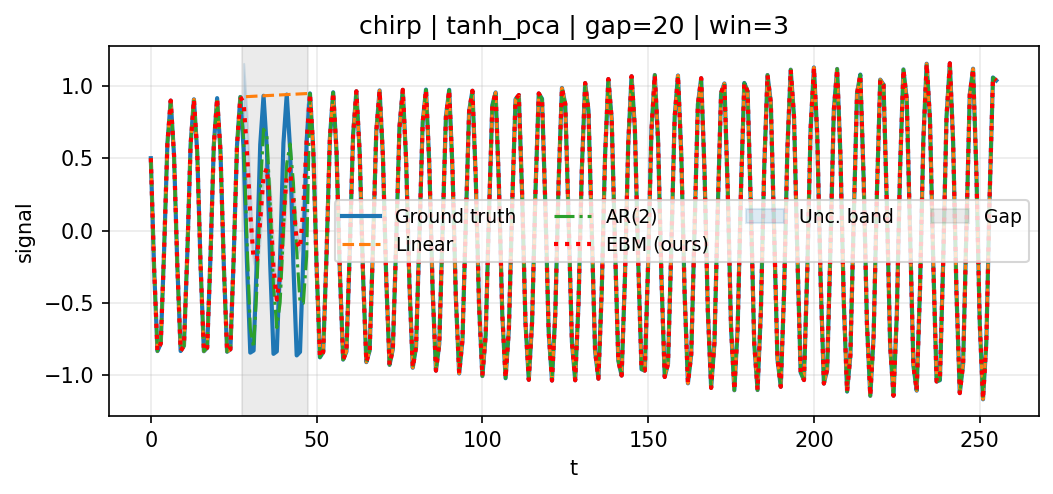 chirp | tanh_pca | gap=20 | win=3
signal
1.0
0.5
0.0
−0.5
−1.0
Ground truth
Linear
AR(2)
EBM (ours)
Unc. band
Gap
0 50 100 150 200 250
t